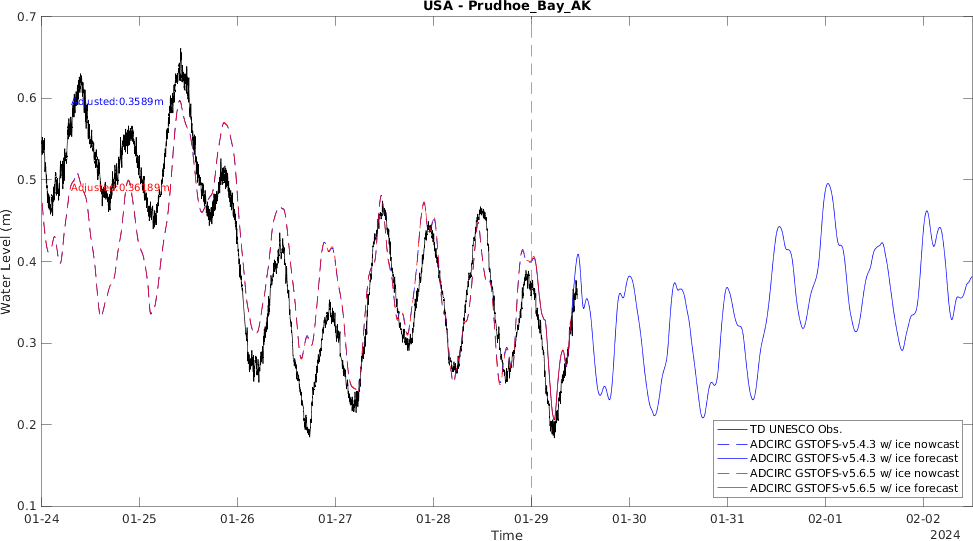 USA - Prudhoe_Bay_AK
0.7
0.6
0.5
0.4
0.3
0.2
0.1
Water Level (m)
Adjusted:0.3589m
Adjusted:0.36189m
TD UNESCO Obs.
ADCIRC GSTOFS-v5.4.3 w/ ice nowcast
ADCIRC GSTOFS-v5.4.3 w/ ice forecast
ADCIRC GSTOFS-v5.6.5 w/ ice nowcast
ADCIRC GSTOFS-v5.6.5 w/ ice forecast
01-24 01-25 01-26 01-27 01-28 01-29 01-30 01-31 02-01 02-02
Time
2024